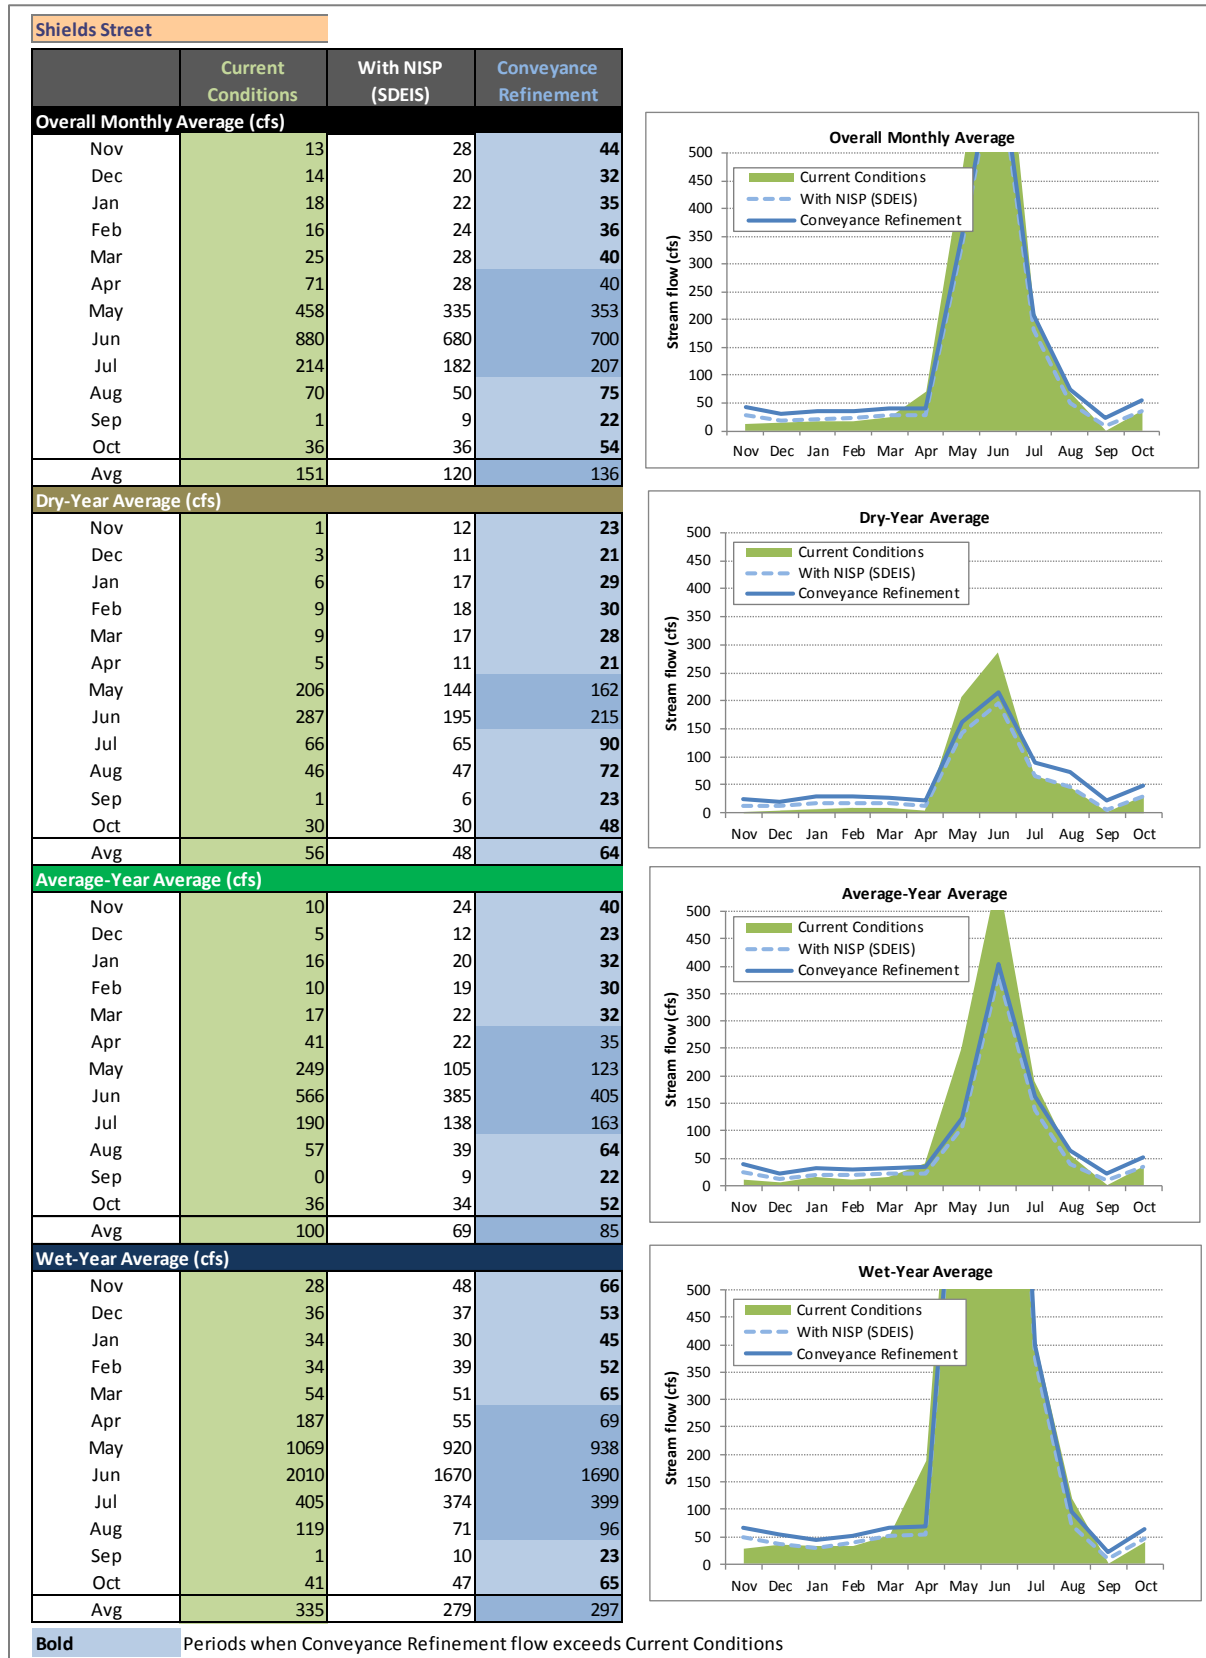 Shields Street
Current Conditions With NISP (SDEIS) Conveyance Refinement
Overall Monthly Average (cfs)
Nov 13 28 44
Dec 14 20 32
Jan 18 22 35
Feb 16 24 36
Mar 25 28 40
Apr 71 28 40
May 458 335 353
Jun 880 680 700
Jul 214 182 207
Aug 70 50 75
Sep 1 9 22
Oct 36 36 54
Avg 151 120 136
Dry-Year Average (cfs)
Nov 1 12 23
Dec 3 11 21
Jan 6 17 29
Feb 9 18 30
Mar 9 17 28
Apr 5 11 21
May 206 144 162
Jun 287 195 215
Jul 66 65 90
Aug 46 47 72
Sep 1 6 23
Oct 30 30 48
Avg 56 48 64
Average-Year Average (cfs)
Nov 10 24 40
Dec 5 12 23
Jan 16 20 32
Feb 10 19 30
Mar 17 22 32
Apr 41 22 35
May 249 105 123
Jun 566 385 405
Jul 190 138 163
Aug 57 39 64
Sep 0 9 22
Oct 36 34 52
Avg 100 69 85
Wet-Year Average (cfs)
Nov 28 48 66
Dec 36 37 53
Jan 34 30 45
Feb 34 39 52
Mar 54 51 65
Apr 187 55 69
May 1069 920 938
Jun 2010 1670 1690
Jul 405 374 399
Aug 119 71 96
Sep 1 10 23
Oct 41 47 65
Avg 335 279 297
Bold Periods when Conveyance Refinement flow exceeds Current Conditions
Overall Monthly Average
500
450
400
350
300
250
200
150
100
50
0
Stream flow (cfs)
Current Conditions
With NISP (SDEIS)
Conveyance Refinement
Nov Dec Jan Feb Mar Apr May Jun Jul Aug Sep Oct
Dry-Year Average
500
450
400
350
300
250
200
150
100
50
0
Stream flow (cfs)
Current Conditions
With NISP (SDEIS)
Conveyance Refinement
Nov Dec Jan Feb Mar Apr May Jun Jul Aug Sep Oct
Average-Year Average
500
450
400
350
300
250
200
150
100
50
0
Stream flow (cfs)
Current Conditions
With NISP (SDEIS)
Conveyance Refinement
Nov Dec Jan Feb Mar Apr May Jun Jul Aug Sep Oct
Wet-Year Average
500
450
400
350
300
250
200
150
100
50
0
Stream flow (cfs)
Current Conditions
With NISP (SDEIS)
Conveyance Refinement
Nov Dec Jan Feb Mar Apr May Jun Jul Aug Sep Oct